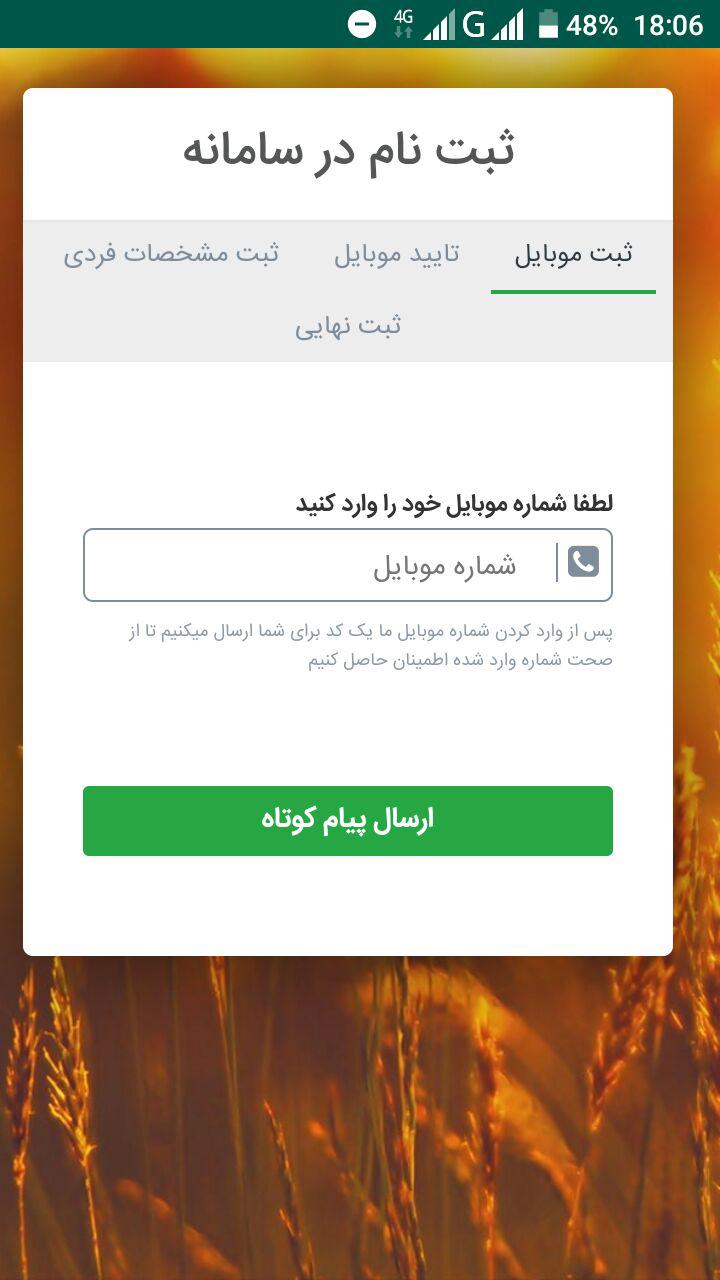 4G G 48% 18:06
ثبت نام در سامانه
ثبت موبایل تایید موبایل ثبت مشخصات فردی
ثبت نهایی
لطفا شماره موبایل خود را وارد کنید
شماره موبایل
پس از وارد کردن شماره موبایل ما یک کد برای شما ارسال میکنیم تا از
صحت شماره وارد شده اطمینان حاصل کنیم
ارسال پیام کوتاه